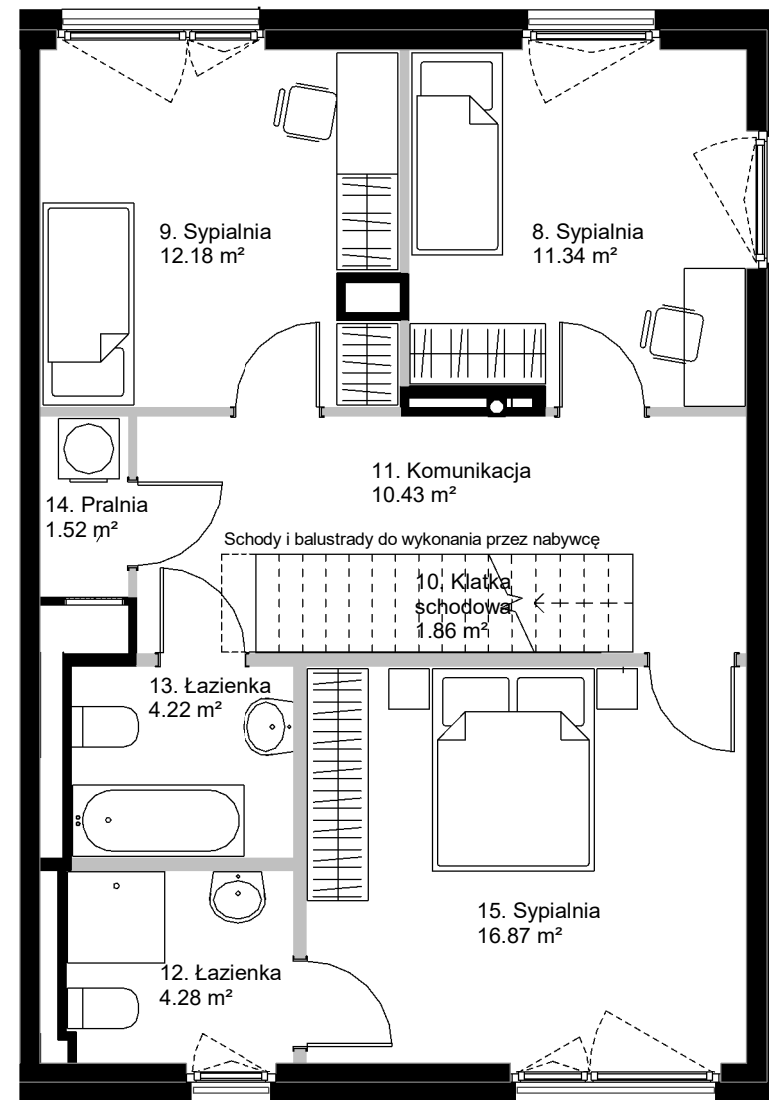 9. Sypialnia
12.18 m²
8. Sypialnia
11.34 m²
11. Komunikacja
10.43 m²
14. Pralnia
1.52 m²
Schody i balustrady do wykonania przez nabywcę
10. Klatka
schodowa
1.86 m²
13. Łazienka
4.22 m²
15. Sypialnia
16.87 m²
12. Łazienka
4.28 m²